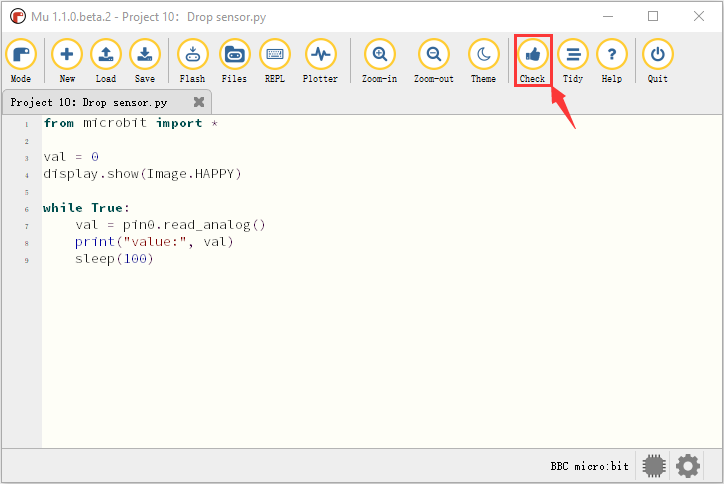 Mu 1.1.0.beta.2 - Project 10：Drop sensor.py
Mode New Load Save Flash Files REPL Plotter Zoom-in Zoom-out Theme Check Tidy Help Quit
Project 10：Drop sensor.py
1 from microbit import *
2
3 val = 0
4 display.show(Image.HAPPY)
5
6 while True:
7 val = pin0.read_analog()
8 print("value:", val)
9 sleep(100)
BBC micro:bit